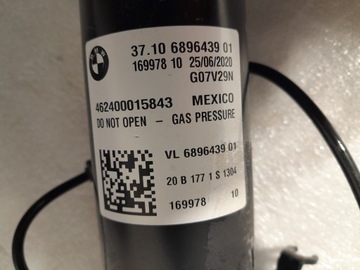 BMW
37.10 6896439 01
169978 10 25/06/2020
G07V29N
462400015843 MEXICO
DO NOT OPEN - GAS PRESSURE
VL 6896439 01
20 B 177 1 S 1304
169978 10